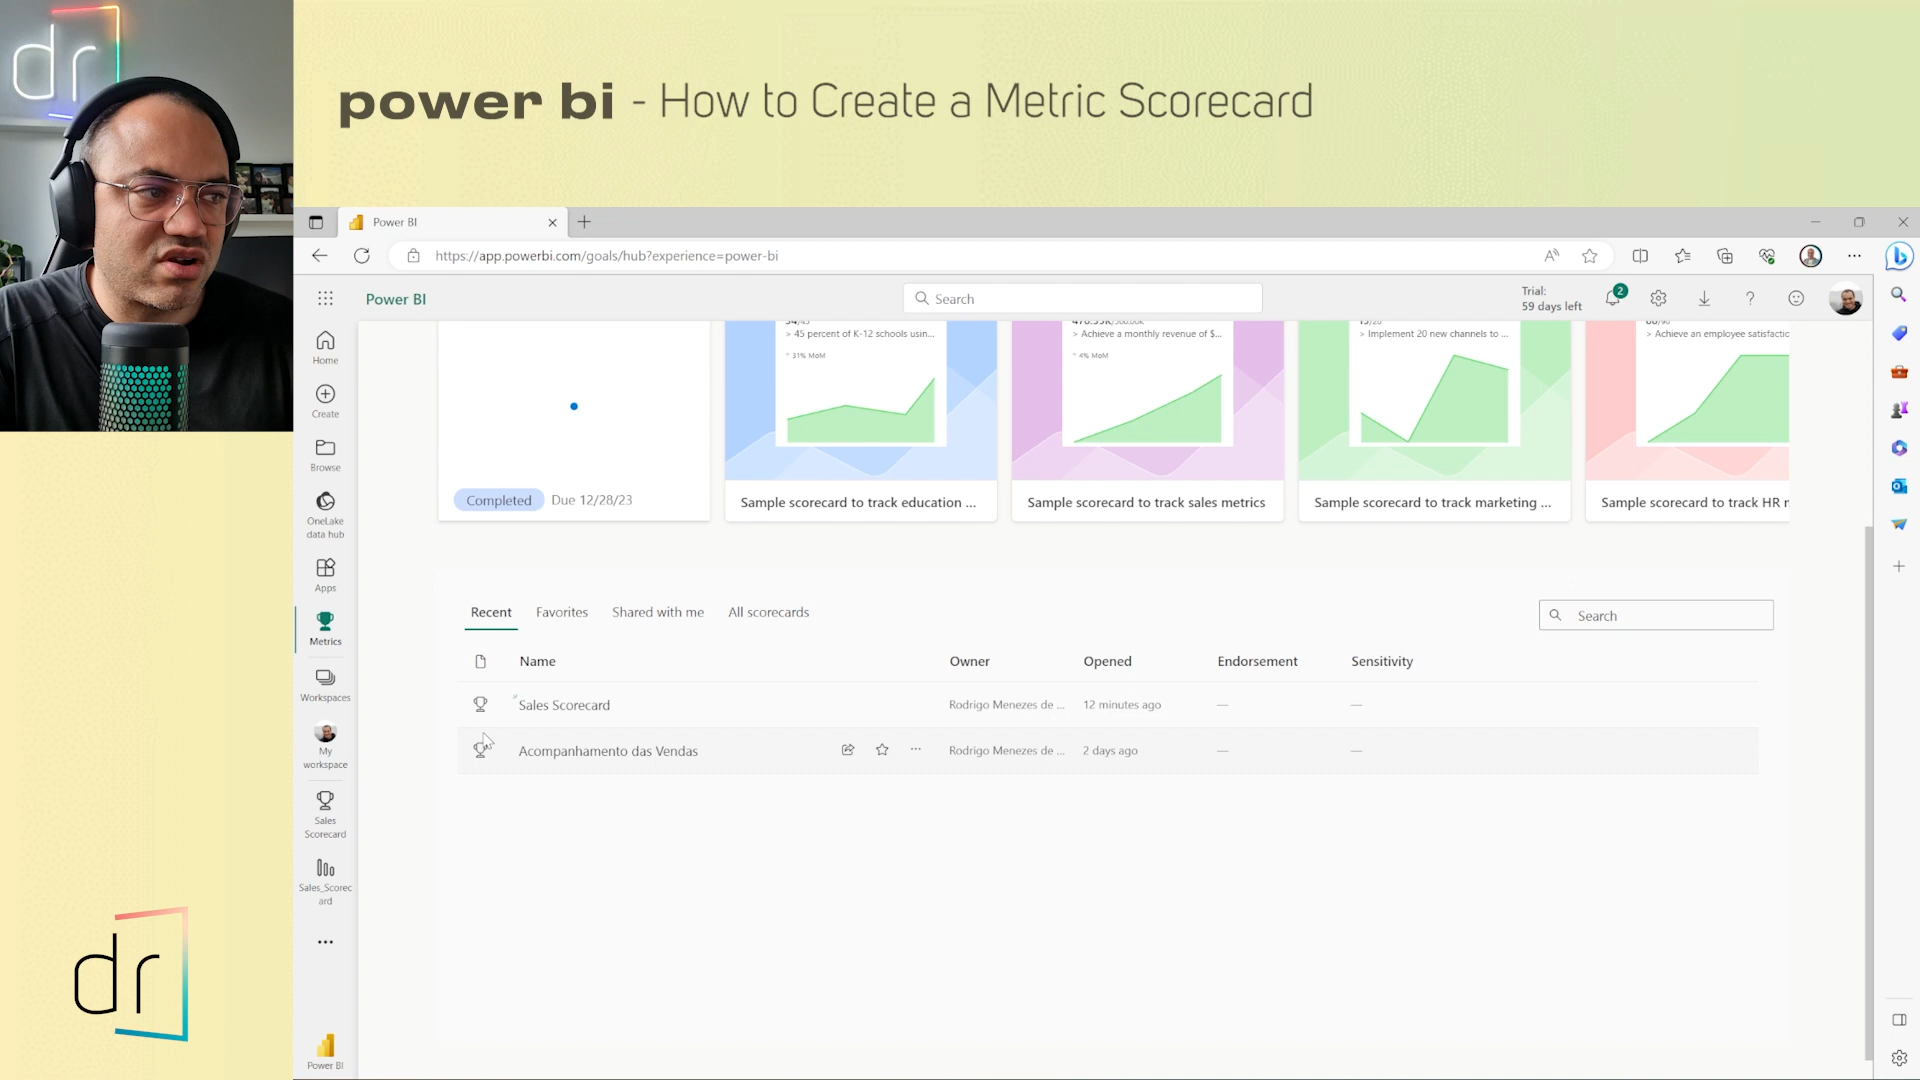 dr
power bi - How to Create a Metric Scorecard
Power BI
https://app.powerbi.com/goals/hub?experience=power-bi
Power BI
Search
Trial:
59 days left
2
Home
Create
Browse
OneLake
data hub
Apps
Metrics
Workspaces
My
workspace
Sales
Scorecard
Sales_Scorec
ard
Power BI
Completed
Due 12/28/23
> 45 percent of K-12 schools usin...
^ 31% MoM
Sample scorecard to track education ...
> Achieve a monthly revenue of $...
^ 4% MoM
Sample scorecard to track sales metrics
> Implement 20 new channels to ...
Sample scorecard to track marketing ...
> Achieve an employee satisfactic
Sample scorecard to track HR
Recent
Favorites
Shared with me
All scorecards
Search
Name
Owner
Opened
Endorsement
Sensitivity
Sales Scorecard
Rodrigo Menezes de ...
12 minutes ago
—
—
Acompanhamento das Vendas
Rodrigo Menezes de ...
2 days ago
—
—
dr